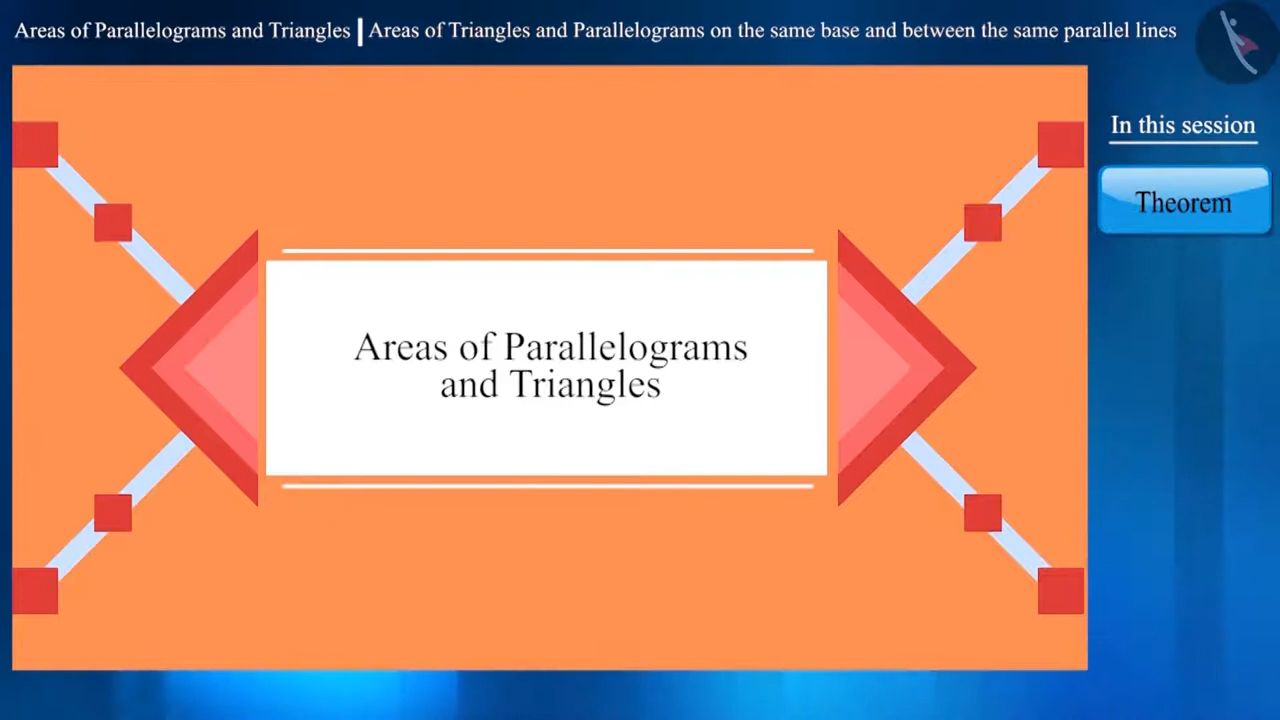 Areas of Parallelograms and Triangles | Areas of Triangles and Parallelograms on the same base and between the same parallel lines
In this session
Theorem
Areas of Parallelograms
and Triangles